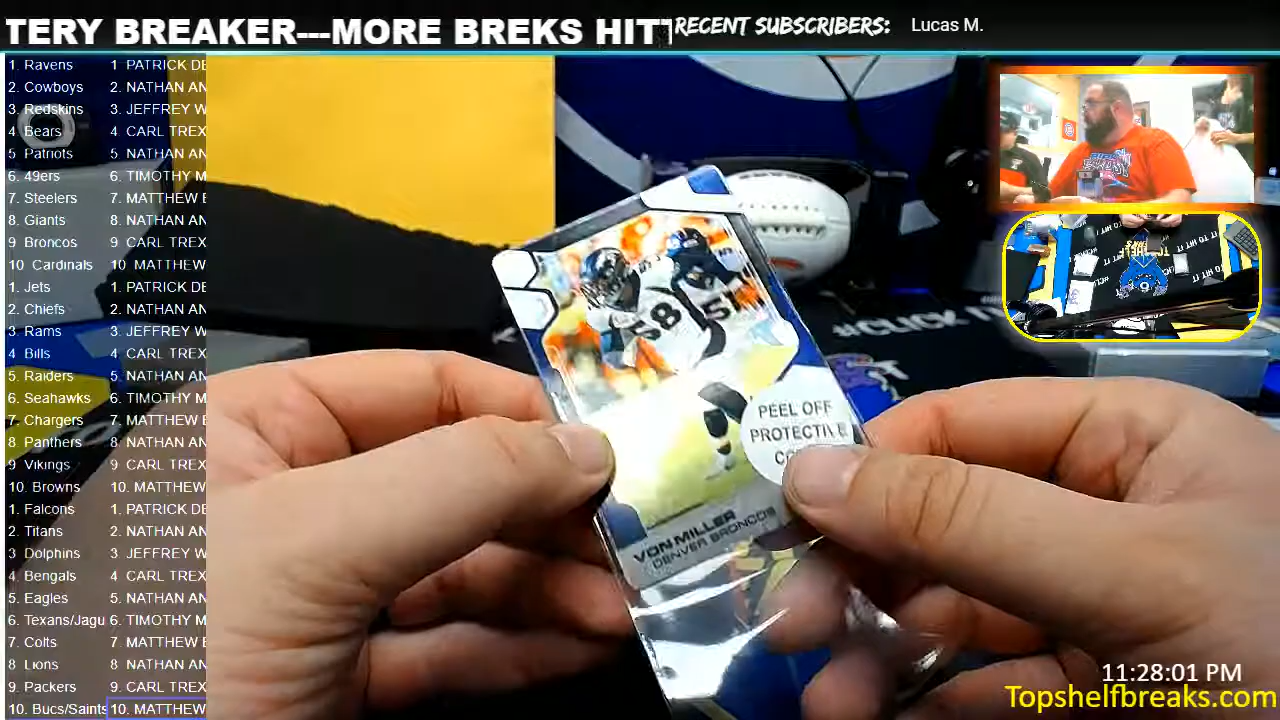 TERY BREAKER---MORE BREKS HIT
RECENT SUBSCRIBERS: Lucas M.
1. Ravens 1 PATRICK DE
2. Cowboys 2. NATHAN AN
3. Redskins 3. JEFFREY W
4 Bears 4 CARL TREX
5 Patriots 5 NATHAN AN
6. 49ers 6. TIMOTHY M
7. Steelers 7. MATTHEW E
8. Giants 8. NATHAN AN
9 Broncos 9 CARL TREX
10. Cardinals 10 MATTHEW
1. Jets 1. PATRICK DE
2. Chiefs 2. NATHAN AN
3. Rams 3. JEFFREY W
4 Bills 4 CARL TREX
5. Raiders 5. NATHAN AN
6. Seahawks 6. TIMOTHY M
7. Chargers 7. MATTHEW E
8 Panthers 8 NATHAN AN
9 Vikings 9 CARL TREX
10. Browns 10. MATTHEW
1. Falcons 1. PATRICK DE
2. Titans 2. NATHAN AN
3 Dolphins 3 JEFFREY W
4. Bengals 4 CARL TREX
5. Eagles 5. NATHAN AN
6. Texans/Jagu 6. TIMOTHY M
7. Colts 7. MATTHEW E
8 Lions 8 NATHAN AN
9. Packers 9. CARL TREX
10. Bucs/Saints 10. MATTHEW
58
51
PEEL OFF
PROTECTIVE
VON MILLER
DENVER BRONCOS
#CLICK
11:28:01 PM
Topshelfbreaks.com